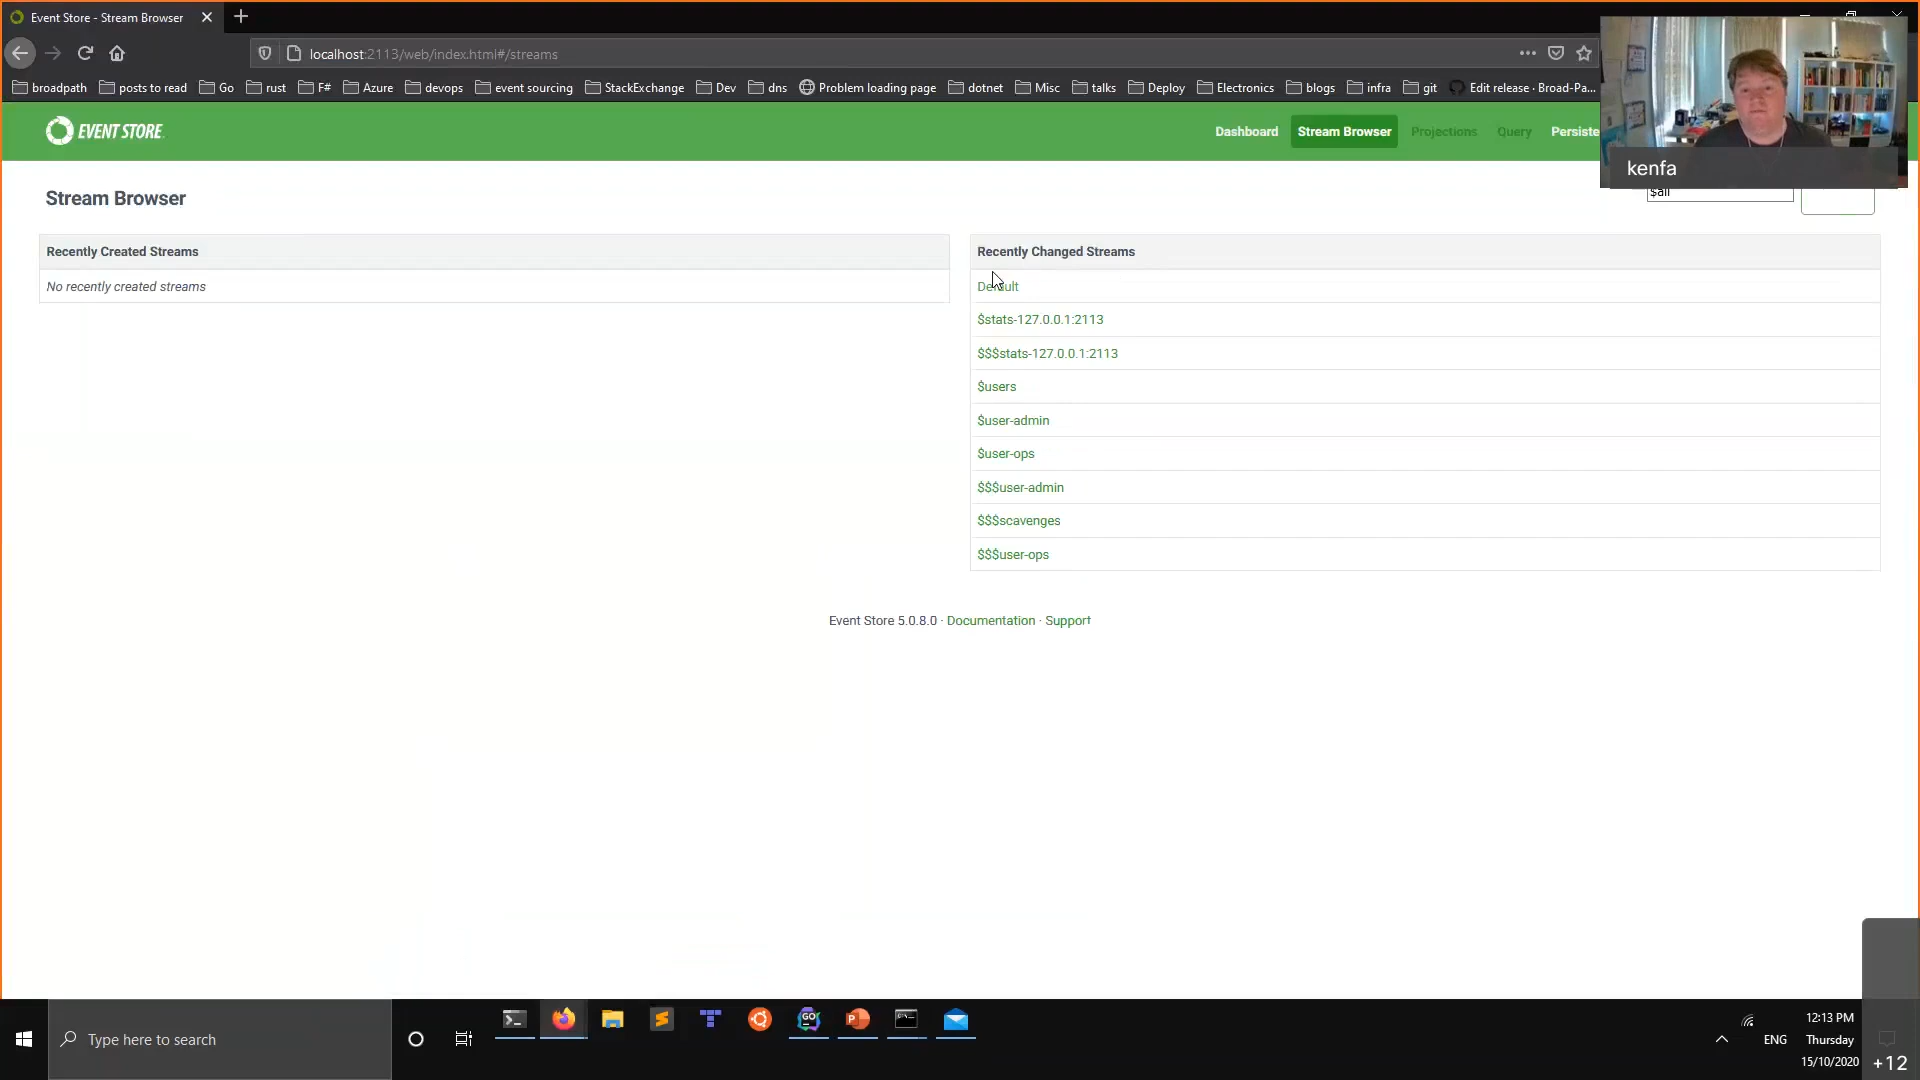 Event Store - Stream Browser
localhost:2113/web/index.html#/streams
broadpath posts to read Go rust F# Azure devops event sourcing StackExchange Dev dns Problem loading page dotnet Misc talks Deploy Electronics blogs infra git Edit release · Broad-Pa...
EVENT STORE
Dashboard Stream Browser Projections Query Persiste
kenfa
Stream Browser
$all
Recently Created Streams
No recently created streams
Recently Changed Streams
Default
$stats-127.0.0.1:2113
$$$stats-127.0.0.1:2113
$users
$user-admin
$user-ops
$$$user-admin
$$$scavenges
$$$user-ops
Event Store 5.0.8.0 · Documentation · Support
Type here to search
GO
ENG
12:13 PM
Thursday
15/10/2020
+12